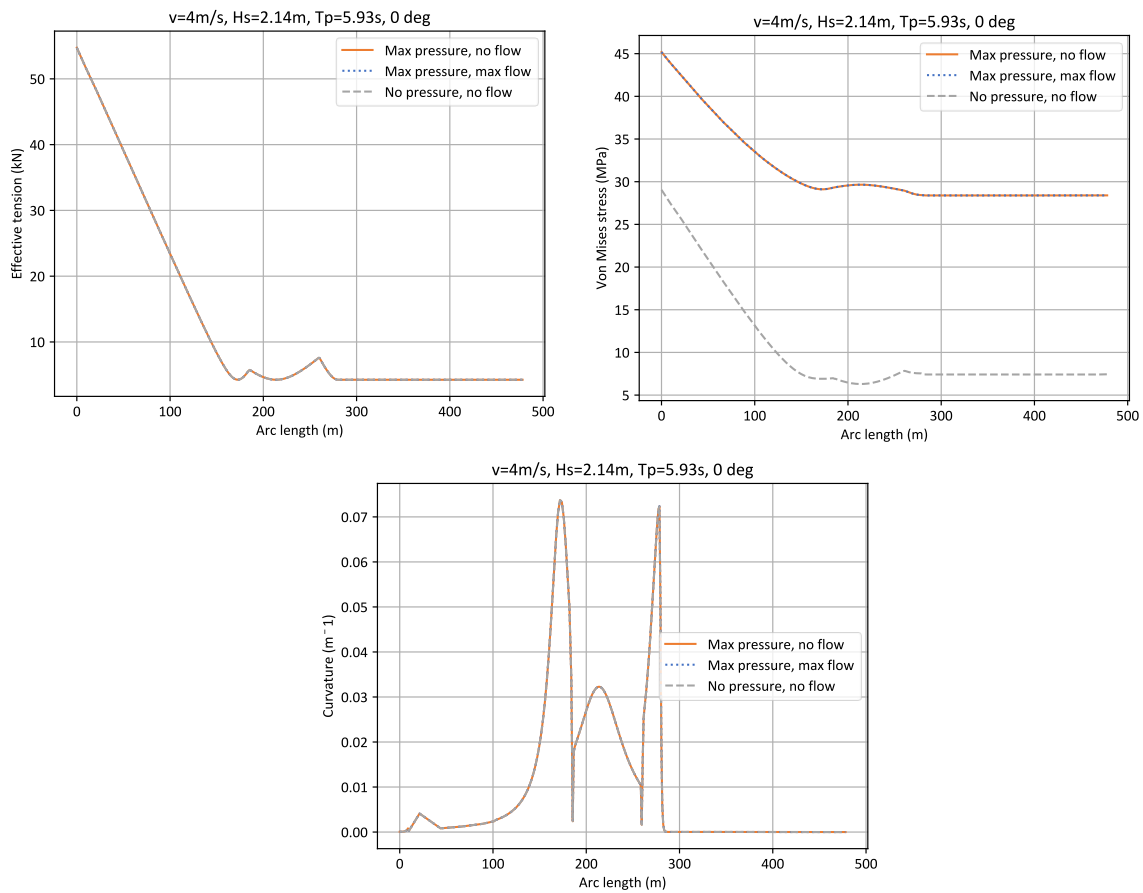 v=4m/s, Hs=2.14m, Tp=5.93s, 0 deg
Effective tension (kN)
50
40
30
20
10
Max pressure, no flow
Max pressure, max flow
No pressure, no flow
0
100
200
300
400
500
Arc length (m)
v=4m/s, Hs=2.14m, Tp=5.93s, 0 deg
Von Mises stress (MPa)
45
40
35
30
25
20
15
10
5
Max pressure, no flow
Max pressure, max flow
No pressure, no flow
0
100
200
300
400
500
Arc length (m)
v=4m/s, Hs=2.14m, Tp=5.93s, 0 deg
Curvature (m⁻1)
0.07
0.06
0.05
0.04
0.03
0.02
0.01
0.00
Max pressure, no flow
Max pressure, max flow
No pressure, no flow
0
100
200
300
400
500
Arc length (m)